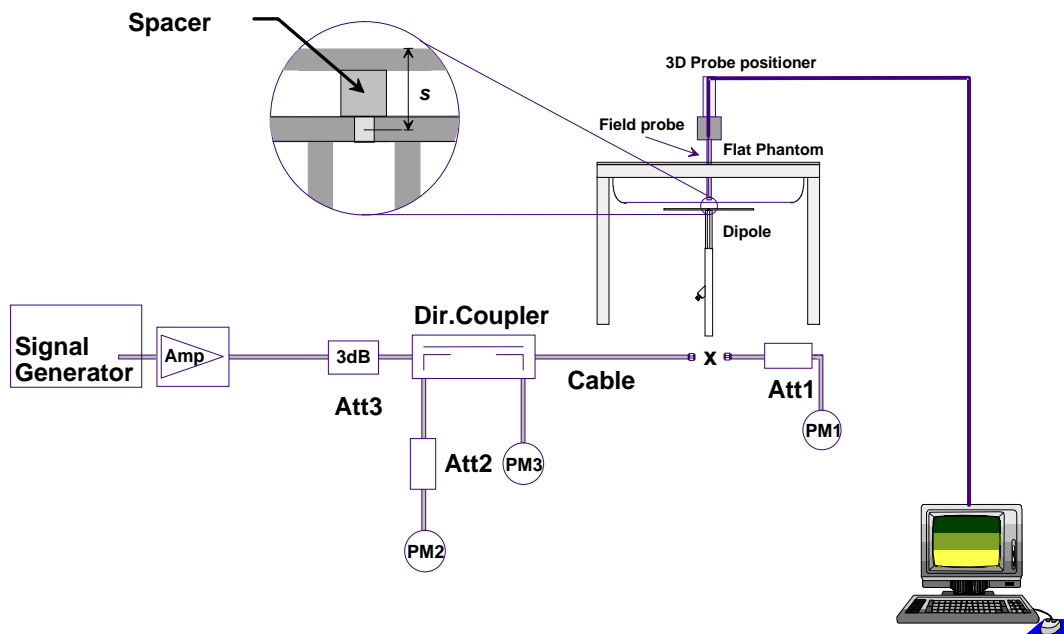 Spacer
s
3D Probe positioner
Field probe
Flat Phantom
Dipole
Dir.Coupler
Signal
Generator
Amp
3dB
Cable
x
Att1
Att3
Att2
PM3
PM1
PM2